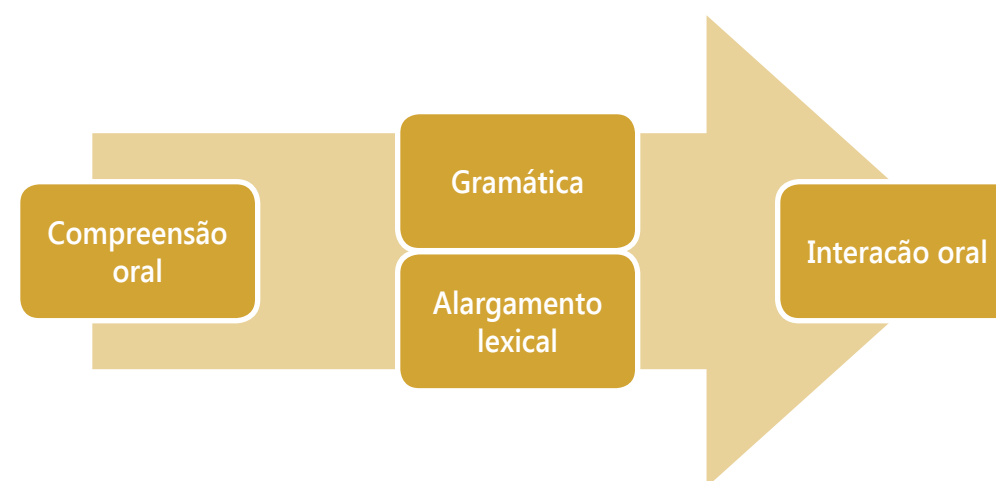 Compreensão
oral
Gramática
Alargamento
lexical
Interacão oral